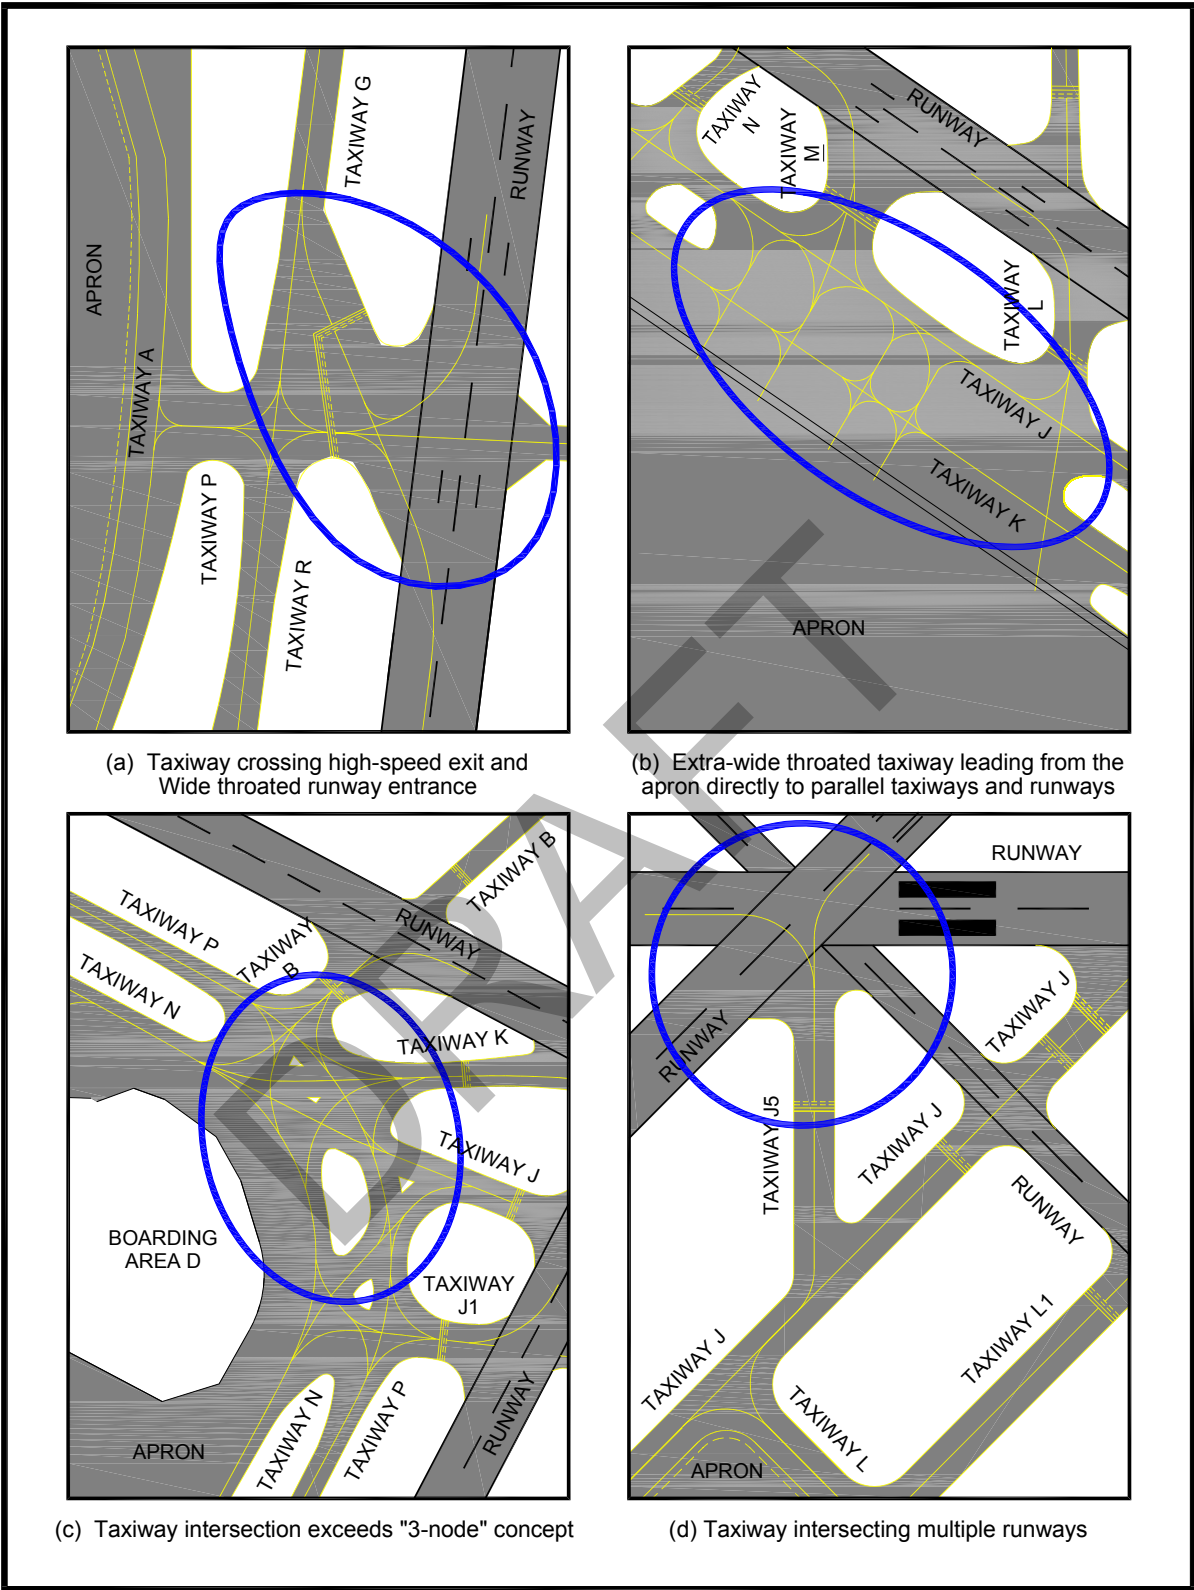 TAXIWAY G
RUNWAY
APRON
TAXIWAY A
TAXIWAY P
TAXIWAY R
(a) Taxiway crossing high-speed exit and
Wide throated runway entrance
TAXIWAY
N
TAXIWAY
M
RUNWAY
TAXIWAY
L
TAXIWAY J
TAXIWAY K
APRON
(b) Extra-wide throated taxiway leading from the
apron directly to parallel taxiways and runways
TAXIWAY B
RUNWAY
TAXIWAY P
TAXIWAY
B
TAXIWAY N
TAXIWAY K
TAXIWAY J
BOARDING
AREA D
TAXIWAY
J1
TAXIWAY N
TAXIWAY P
RUNWAY
APRON
(c) Taxiway intersection exceeds "3-node" concept
RUNWAY
TAXIWAY J
RUNWAY
TAXIWAY J5
TAXIWAY J
RUNWAY
TAXIWAY J
TAXIWAY L1
TAXIWAY L
APRON
(d) Taxiway intersecting multiple runways
DRAFT